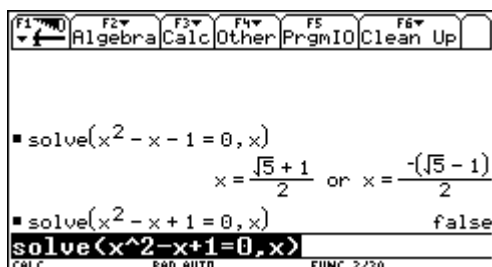 F1 F2 Algebra F3 Calc F4 Other F5 PrgmIO F6 Clean Up
solve(x² - x - 1 = 0, x)
x = (√5 + 1)/2 or x = -(√5 - 1)/2
solve(x² - x + 1 = 0, x) false
solve(x^2-x+1=0,x)
CALC RAD AUTO FUNC 2/30